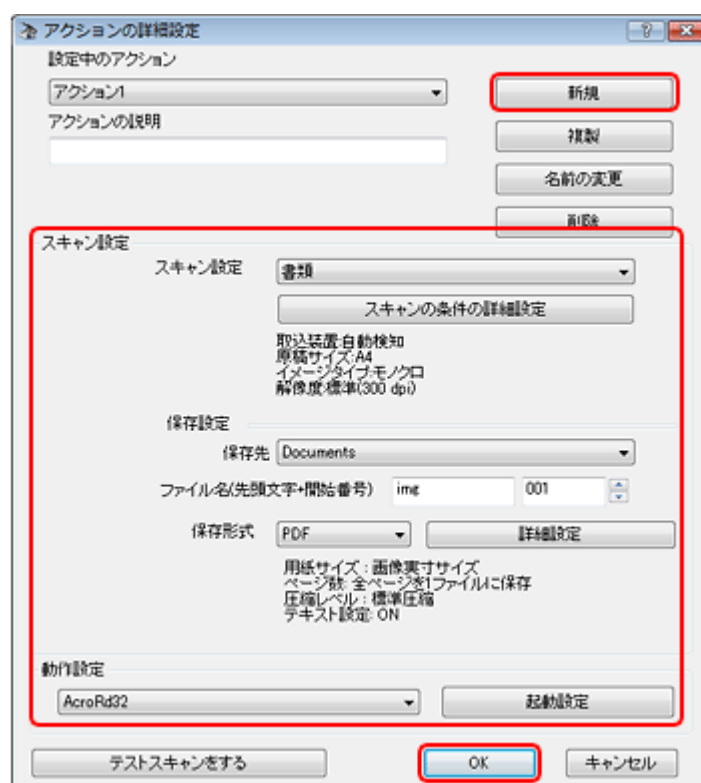 アクションの詳細設定
設定中のアクション
アクション1
新規
アクションの説明
複製
名前の変更
削除
スキャン設定
スキャン設定
書類
スキャンの条件の詳細設定
取込装置:自動検知
原稿サイズ:A4
イメージタイプ:モノクロ
解像度:標準(300 dpi)
保存設定
保存先
Documents
ファイル名(先頭文字+開始番号)
img
001
保存形式
PDF
詳細設定
用紙サイズ : 画像実寸サイズ
ページ数: 全ページを1ファイルに保存
圧縮レベル : 標準圧縮
テキスト設定: ON
動作設定
AcroRd32
起動設定
テストスキャンをする
OK
キャンセル